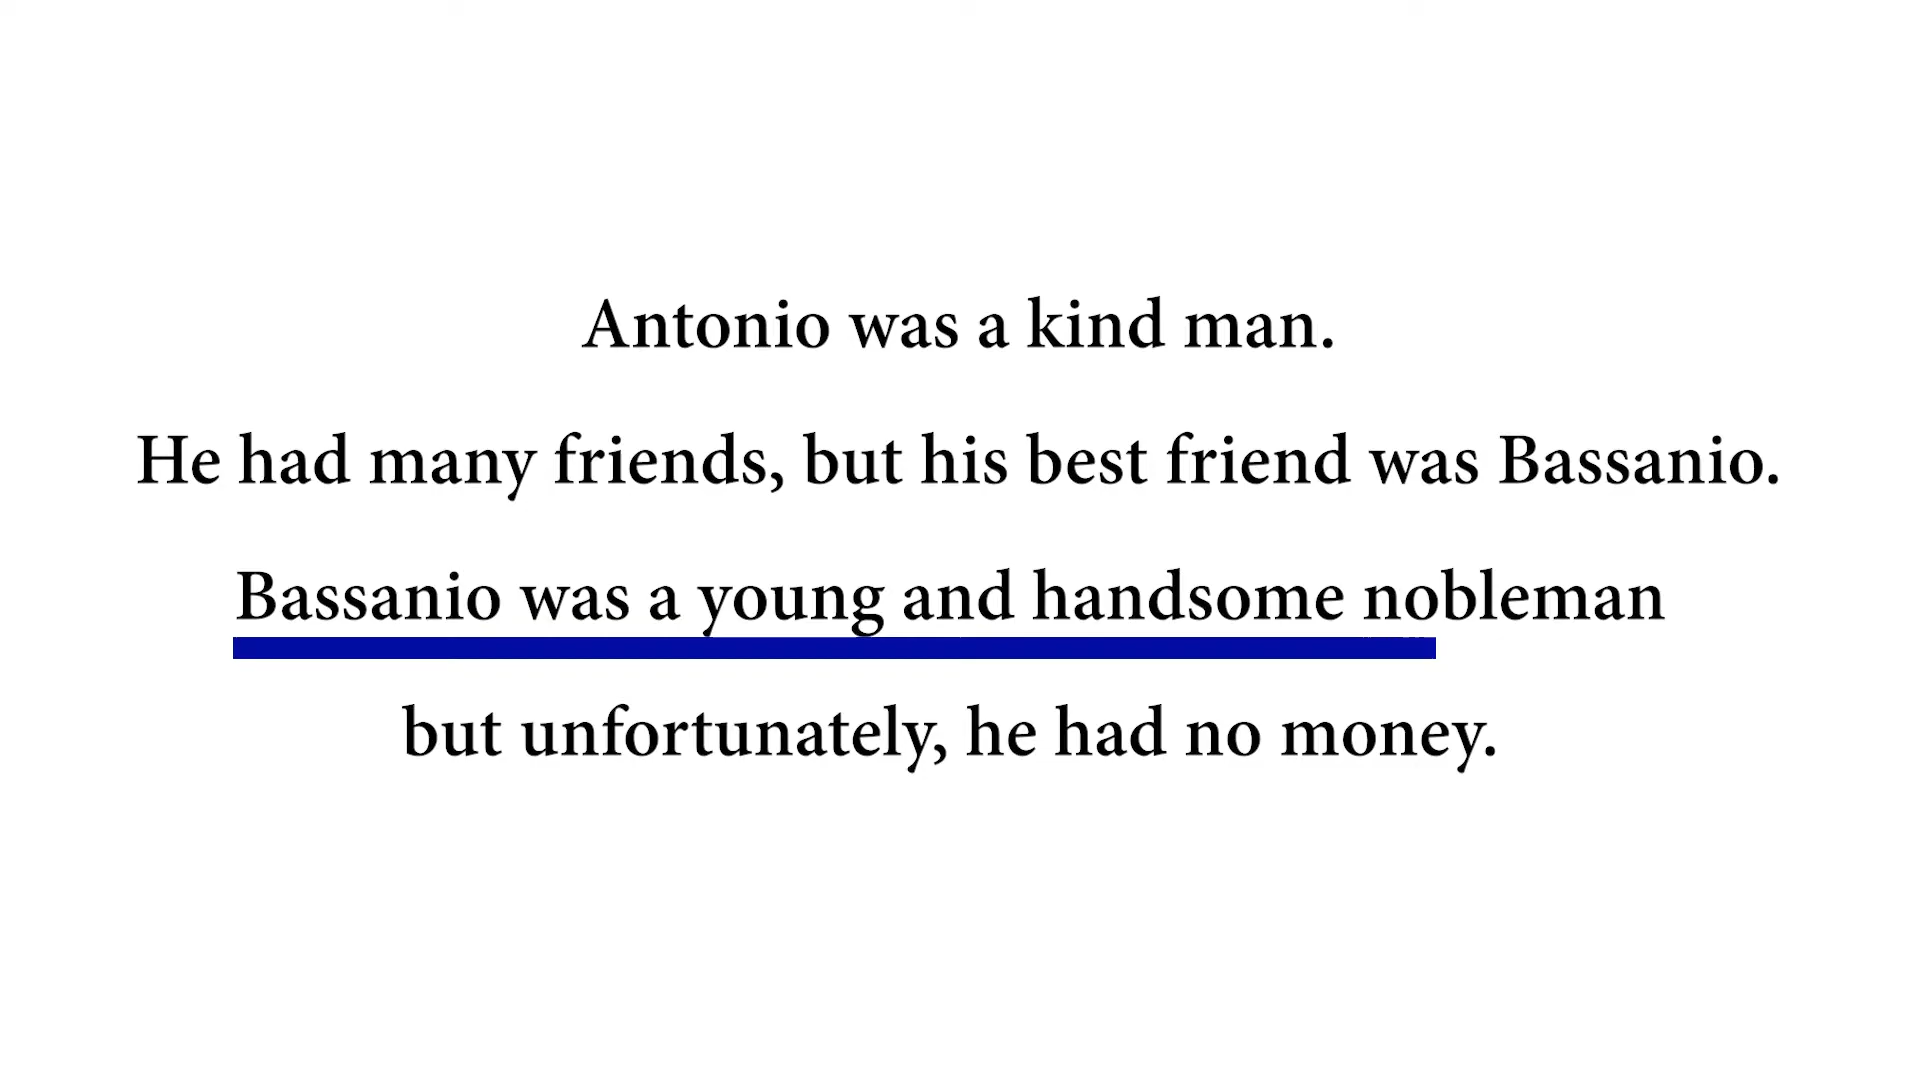 Antonio was a kind man.
He had many friends, but his best friend was Bassanio.
Bassanio was a young and handsome nobleman
but unfortunately, he had no money.